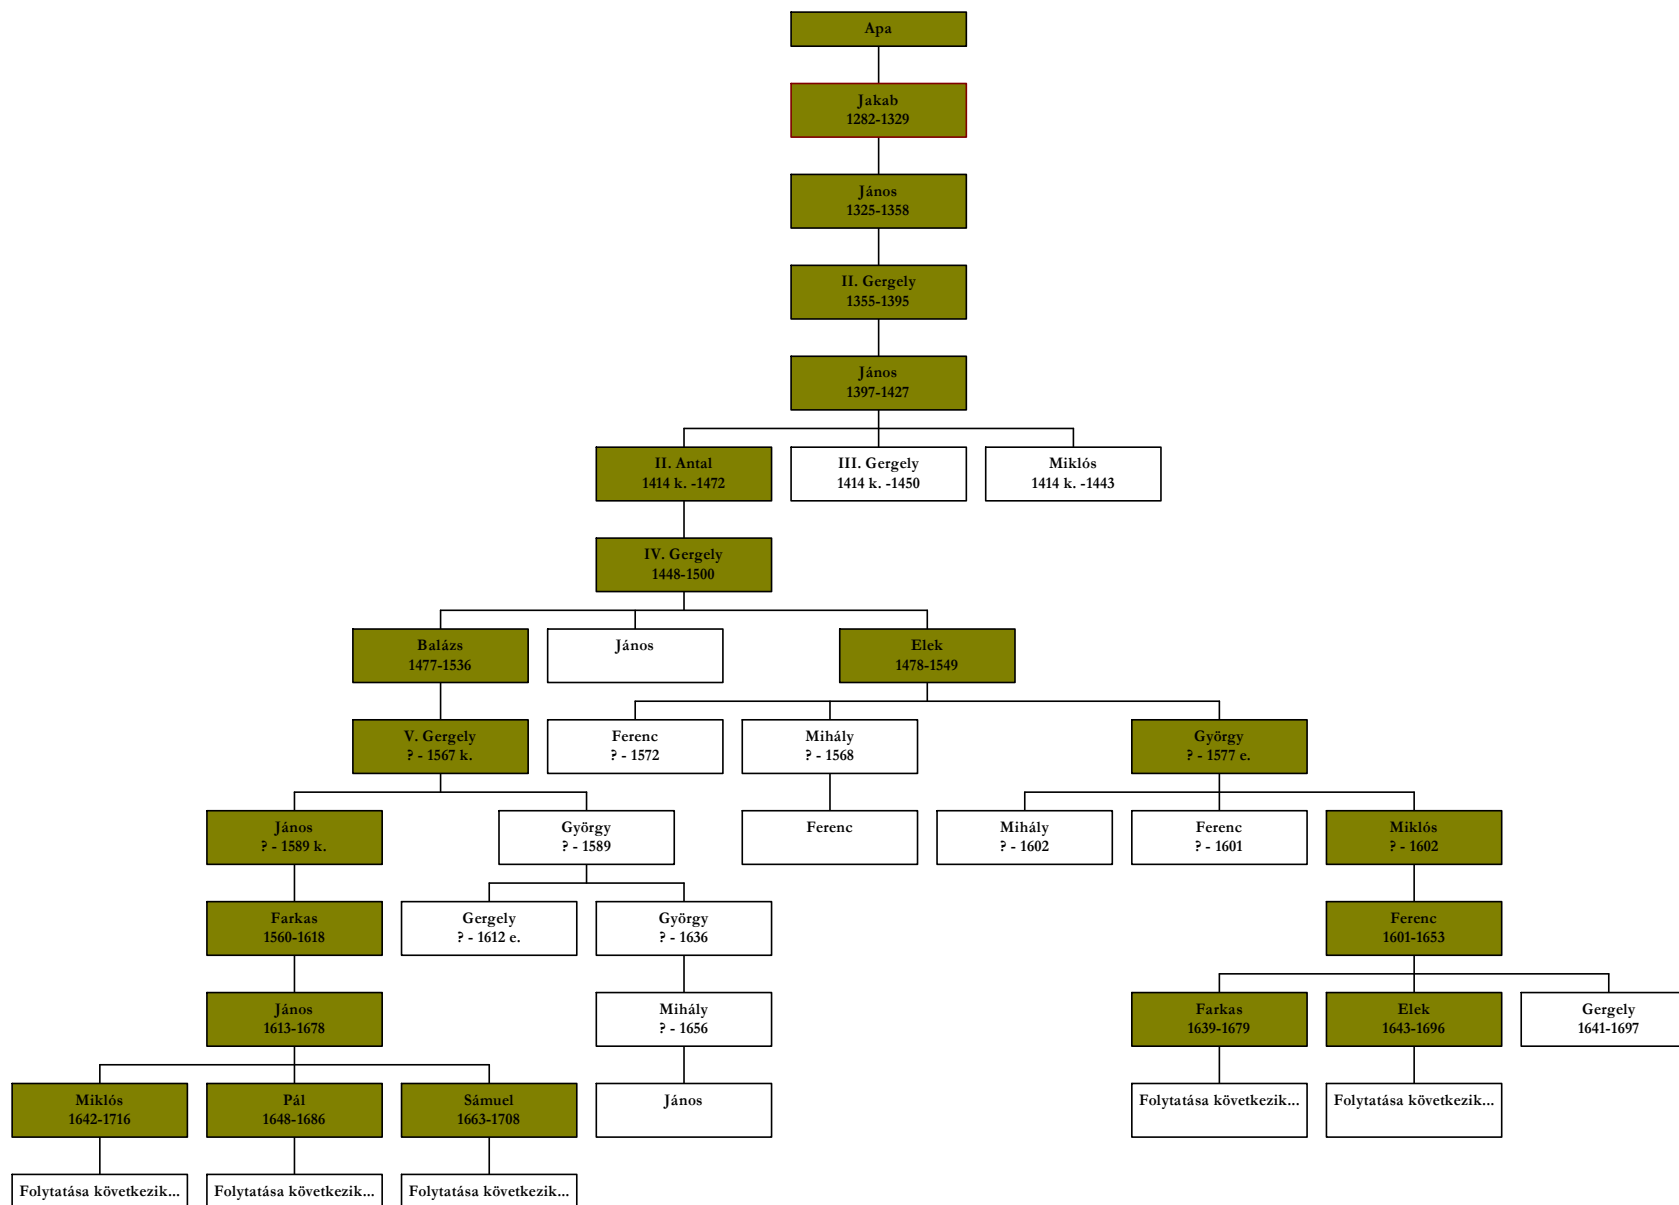 Apa
Jakab
1282-1329
János
1325-1358
II. Gergely
1355-1395
János
1397-1427
II. Antal
1414 k. -1472
III. Gergely
1414 k. -1450
Miklós
1414 k. -1443
IV. Gergely
1448-1500
Balázs
1477-1536
János
Elek
1478-1549
V. Gergely
? - 1567 k.
Ferenc
? - 1572
Mihály
? - 1568
György
? - 1577 e.
János
? - 1589 k.
György
? - 1589
Ferenc
Mihály
? - 1602
Ferenc
? - 1601
Miklós
? - 1602
Farkas
1560-1618
Gergely
? - 1612 e.
György
? - 1636
Ferenc
1601-1653
János
1613-1678
Mihály
? - 1656
Farkas
1639-1679
Elek
1643-1696
Gergely
1641-1697
Miklós
1642-1716
Pál
1648-1686
Sámuel
1663-1708
János
Folytatása következik...
Folytatása következik...
Folytatása következik...
Folytatása következik...
Folytatása következik...